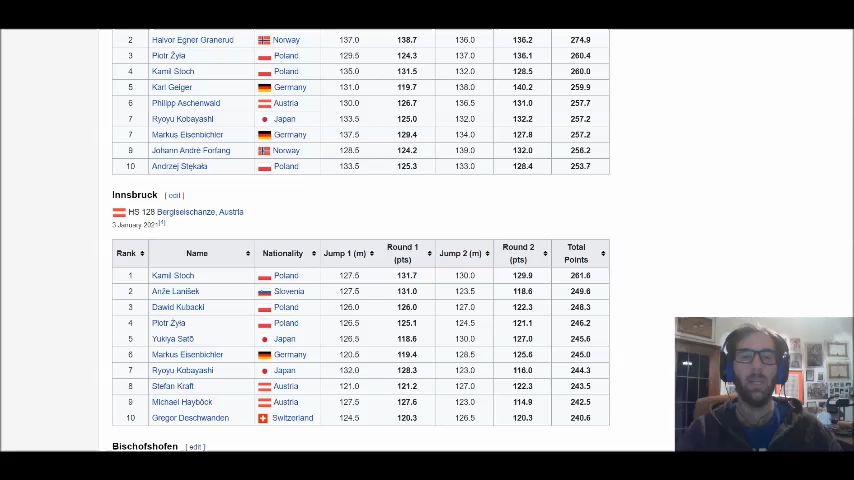 2 Halvor Egner Granerud Norway 137.0 138.7 136.0 136.2 274.9
3 Piotr Żyła Poland 129.5 124.3 137.0 136.1 260.4
4 Kamil Stoch Poland 135.0 131.5 132.0 128.5 260.0
5 Karl Geiger Germany 131.0 119.7 138.0 140.2 259.9
6 Philipp Aschenwald Austria 130.0 126.7 136.5 131.0 257.7
7 Ryoyu Kobayashi Japan 133.5 125.0 132.0 132.2 257.2
7 Markus Eisenbichler Germany 137.5 129.4 134.0 127.8 257.2
9 Johann André Forfang Norway 128.5 124.2 139.0 132.0 256.2
10 Andrzej Stękała Poland 133.5 125.3 133.0 128.4 253.7
Innsbruck [ edit ]
HS 128 Bergiselschanze, Austria
3 January 2021[4]
Rank Name Nationality Jump 1 (m) Round 1 (pts) Jump 2 (m) Round 2 (pts) Total Points
1 Kamil Stoch Poland 127.5 131.7 130.0 129.9 261.6
2 Anže Lanišek Slovenia 127.5 131.0 123.5 118.6 249.6
3 Dawid Kubacki Poland 126.0 126.0 127.0 122.3 248.3
4 Piotr Żyła Poland 126.5 125.1 124.5 121.1 246.2
5 Yukiya Satō Japan 126.5 118.6 130.0 127.0 245.6
6 Markus Eisenbichler Germany 120.5 119.4 128.5 125.6 245.0
7 Ryoyu Kobayashi Japan 132.0 128.3 123.0 116.0 244.3
8 Stefan Kraft Austria 121.0 121.2 127.0 122.3 243.5
9 Michael Hayböck Austria 127.5 127.6 123.0 114.9 242.5
10 Gregor Deschwanden Switzerland 124.5 120.3 126.5 120.3 240.6
Bischofshofen [ edit ]